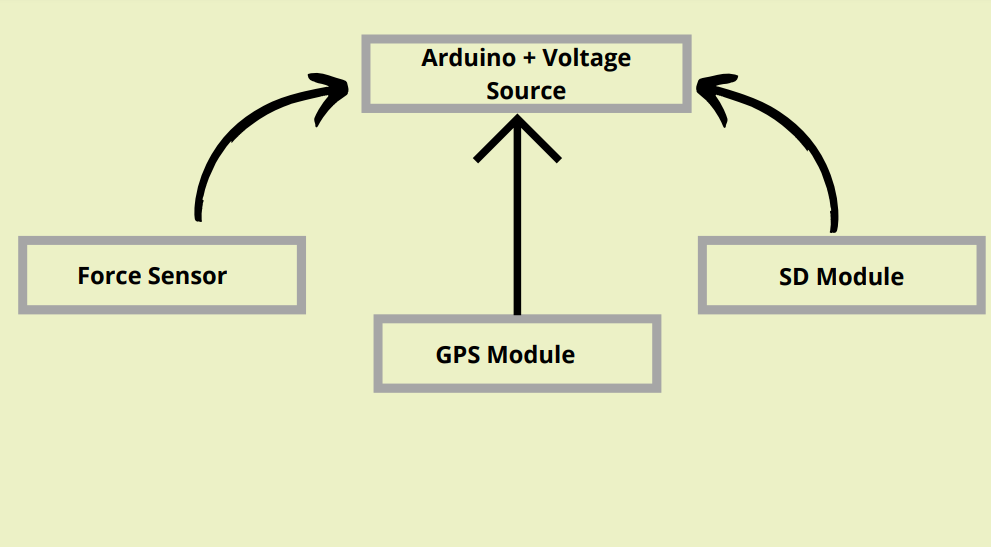 Arduino + Voltage
Source
Force Sensor
SD Module
GPS Module